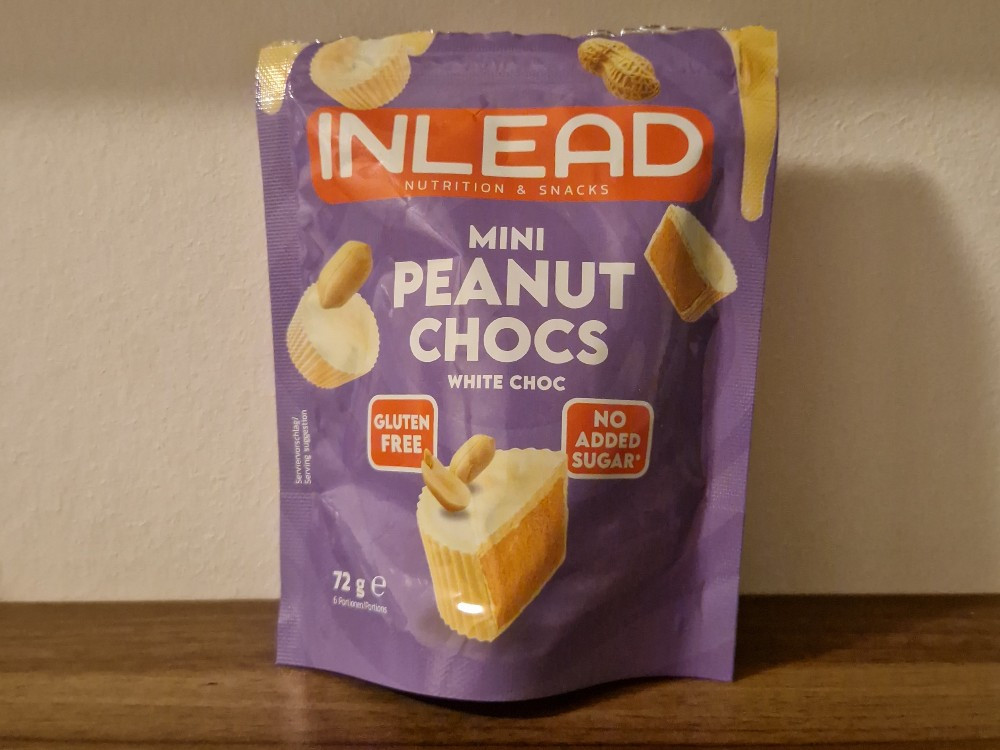 INLEAD
NUTRITION & SNACKS
MINI
PEANUT
CHOCS
WHITE CHOC
GLUTEN
FREE
NO
ADDED
SUGAR*
Serviervorschlag/
Serving suggestion
72 g e
6 Portionen/Portions